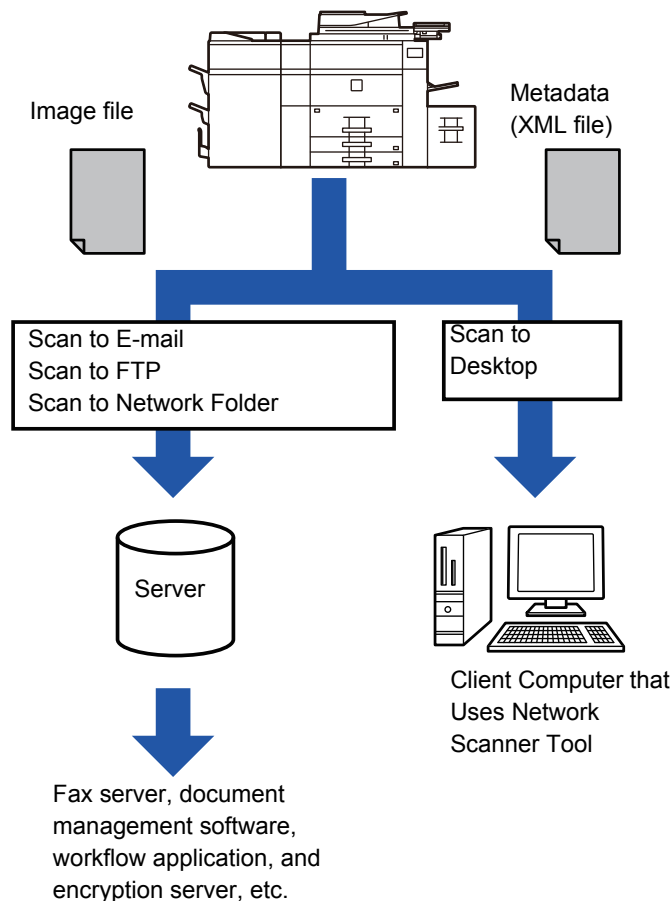 Image file
Metadata
(XML file)
Scan to E-mail
Scan to FTP
Scan to Network Folder
Scan to
Desktop
Server
Client Computer that
Uses Network
Scanner Tool
Fax server, document
management software,
workflow application, and
encryption server, etc.